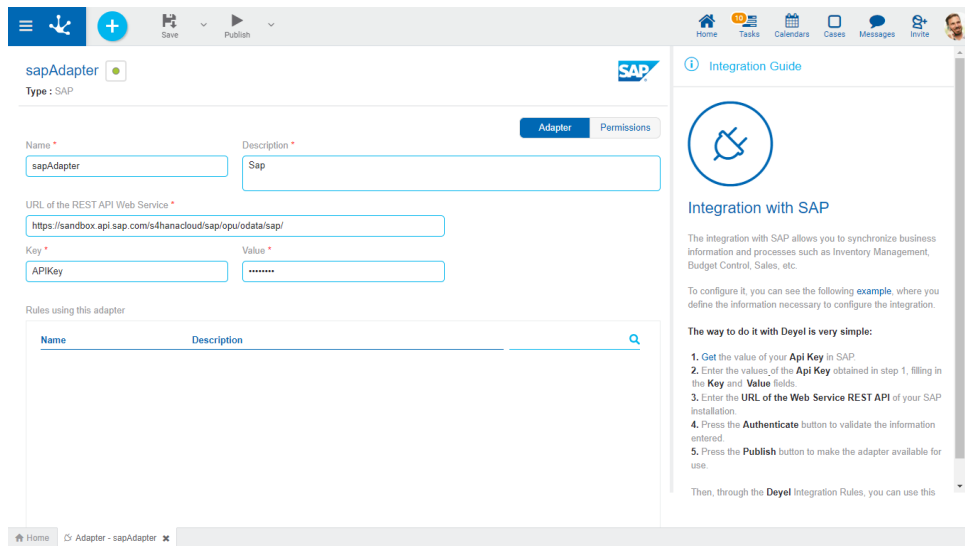 Save
Publish
10
Home
Tasks
Calendars
Cases
Messages
Invite
sapAdapter
Type : SAP
SAP
Adapter
Permissions
Name *
Description *
sapAdapter
Sap
URL of the REST API Web Service *
https://sandbox.api.sap.com/s4hanacloud/sap/opu/odata/sap/
Key *
Value *
APIKey
••••••••
Rules using this adapter
Name
Description
Integration Guide
Integration with SAP
The integration with SAP allows you to synchronize business
information and processes such as Inventory Management,
Budget Control, Sales, etc.
To configure it, you can see the following example, where you
define the information necessary to configure the integration.
The way to do it with Deyel is very simple:
1. Get the value of your Api Key in SAP.
2. Enter the values of the Api Key obtained in step 1, filling in
the Key and Value fields.
3. Enter the URL of the Web Service REST API of your SAP
installation.
4. Press the Authenticate button to validate the information
entered.
5. Press the Publish button to make the adapter available for
use.
Then, through the Deyel Integration Rules, you can use this
Home
Adapter - sapAdapter